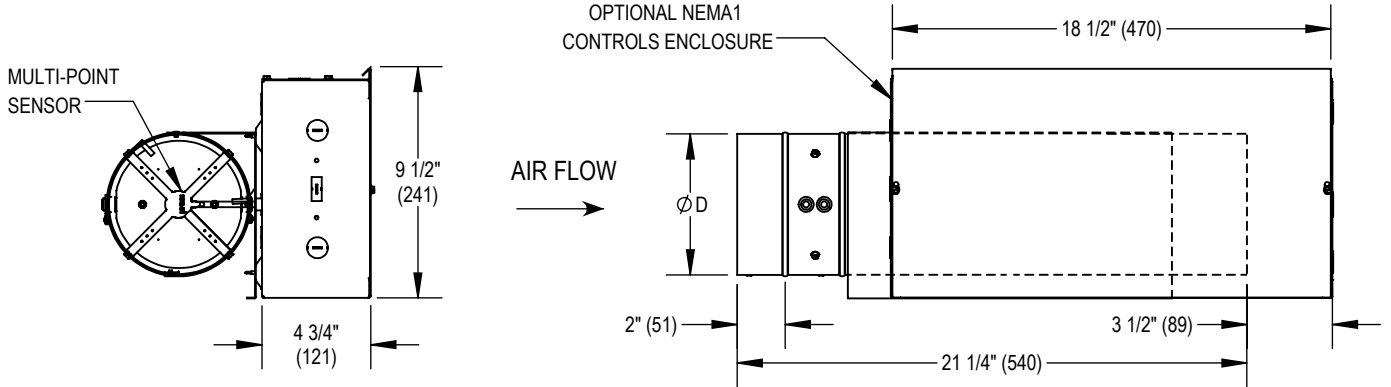 MULTI-POINT
SENSOR
9 1/2"
(241)
4 3/4"
(121)
OPTIONAL NEMA1
CONTROLS ENCLOSURE
18 1/2" (470)
AIR FLOW
Ø D
2" (51)
3 1/2" (89)
21 1/4" (540)